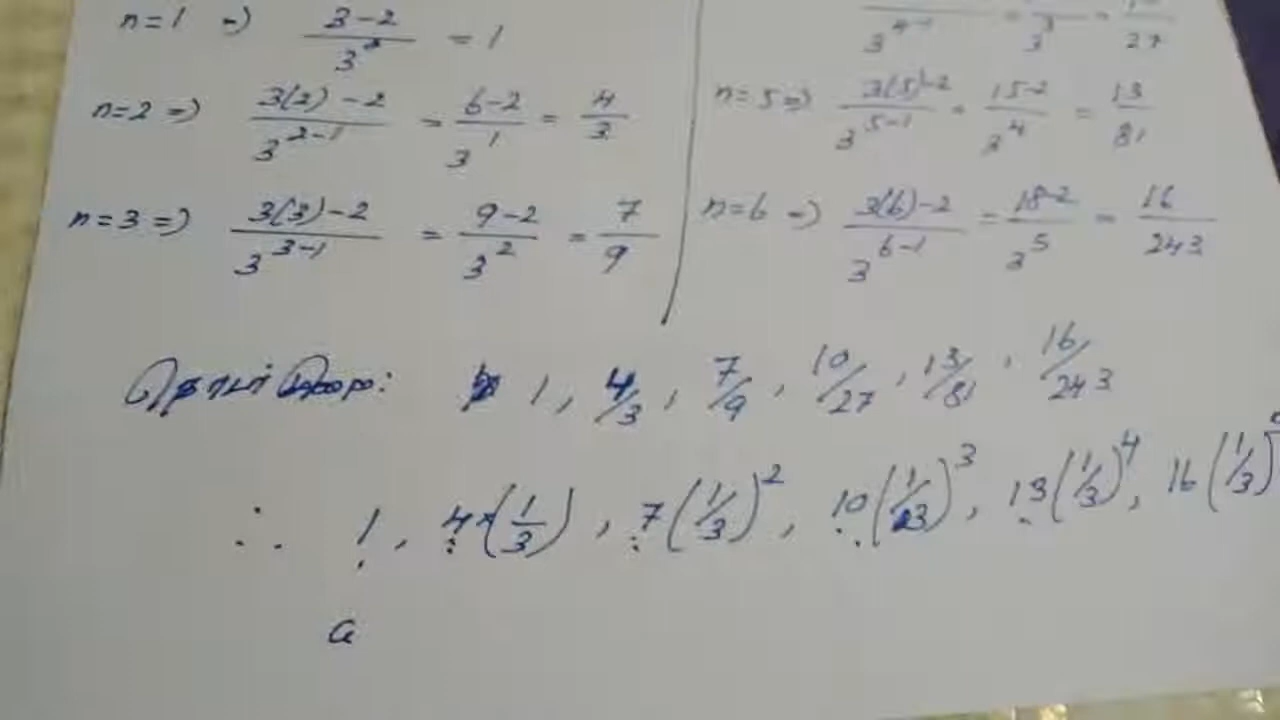 n=1 ⇒ 3-2 / 3^ = 1
n=2 ⇒ 3(2)-2 / 3^(2-1) = 6-2 / 3^1 = 4/3
n=3 ⇒ 3(3)-2 / 3^(3-1) = 9-2 / 3^2 = 7/9
3^(4-1) = 3^3 = 27
n=5 ⇒ 3(5)-2 / 3^(5-1) = 15-2 / 3^4 = 13/81
n=6 ⇒ 3(6)-2 / 3^(6-1) = 18-2 / 3^5 = 16/243
1, 4/3, 7/9, 10/27, 13/81, 16/243
∴ 1, 4×(1/3), 7(1/3)^2, 10(1/3)^3, 13(1/3)^4, 16(1/3)
a